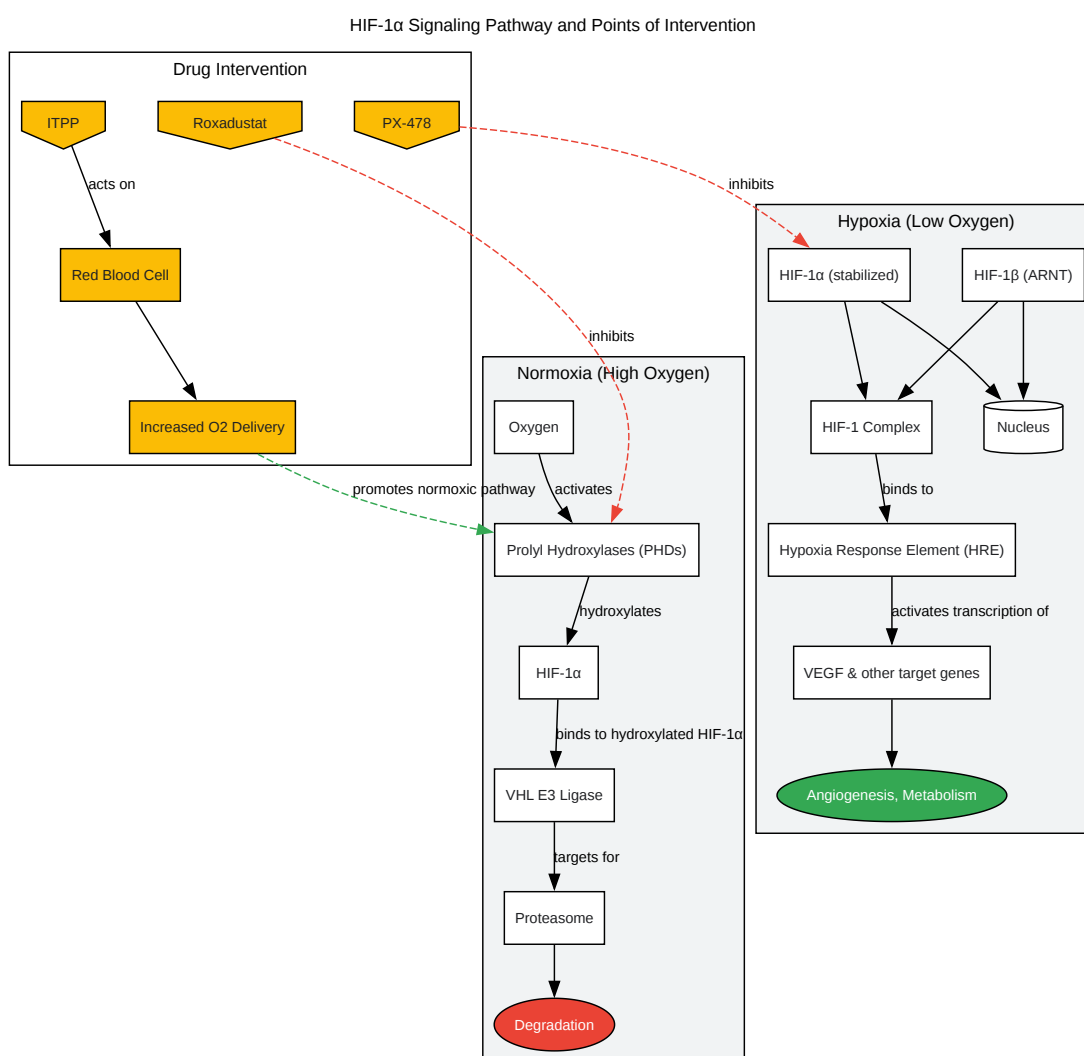 HIF-1α Signaling Pathway and Points of Intervention
Drug Intervention
ITPP
Roxadustat
PX-478
acts on
inhibits
Red Blood Cell
inhibits
Increased O2 Delivery
promotes normoxic pathway
Normoxia (High Oxygen)
Oxygen
activates
Prolyl Hydroxylases (PHDs)
hydroxylates
HIF-1α
binds to hydroxylated HIF-1α
VHL E3 Ligase
targets for
Proteasome
Degradation
Hypoxia (Low Oxygen)
HIF-1α (stabilized)
HIF-1β (ARNT)
HIF-1 Complex
Nucleus
binds to
Hypoxia Response Element (HRE)
activates transcription of
VEGF & other target genes
Angiogenesis, Metabolism